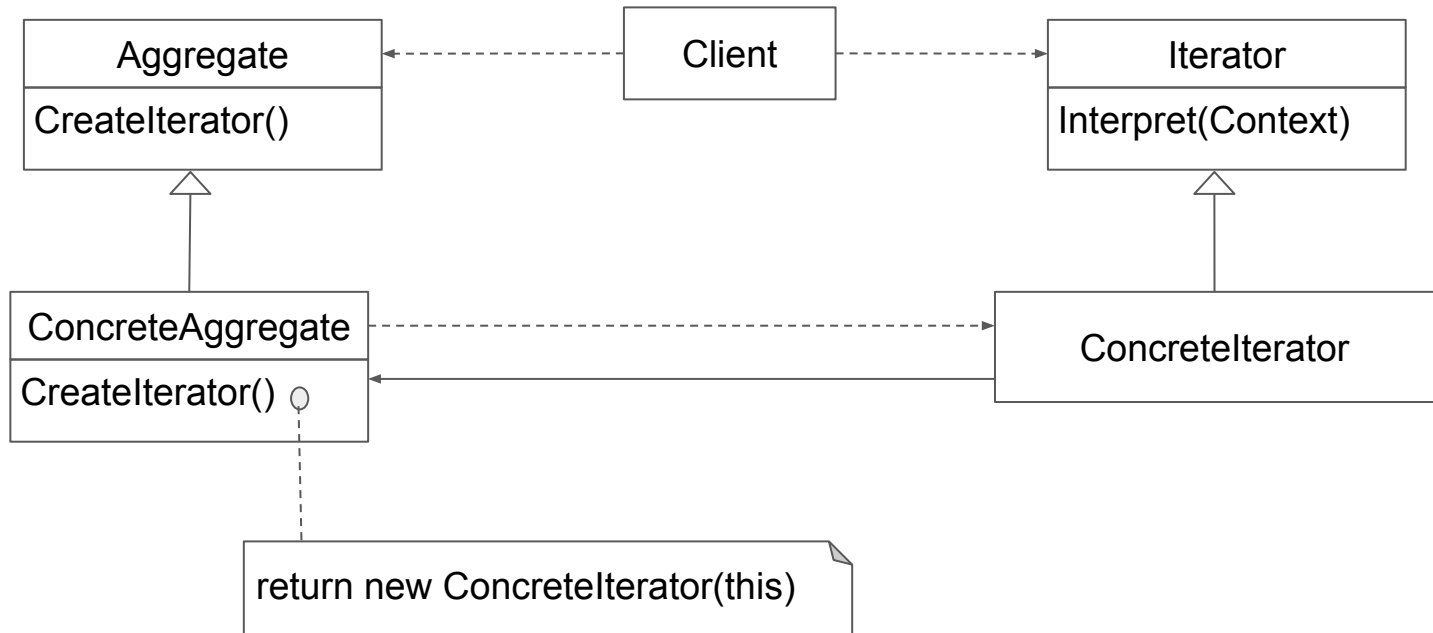 Aggregate
CreateIterator()
Client
Iterator
Interpret(Context)
ConcreteAggregate
CreateIterator()
ConcreteIterator
return new ConcreteIterator(this)